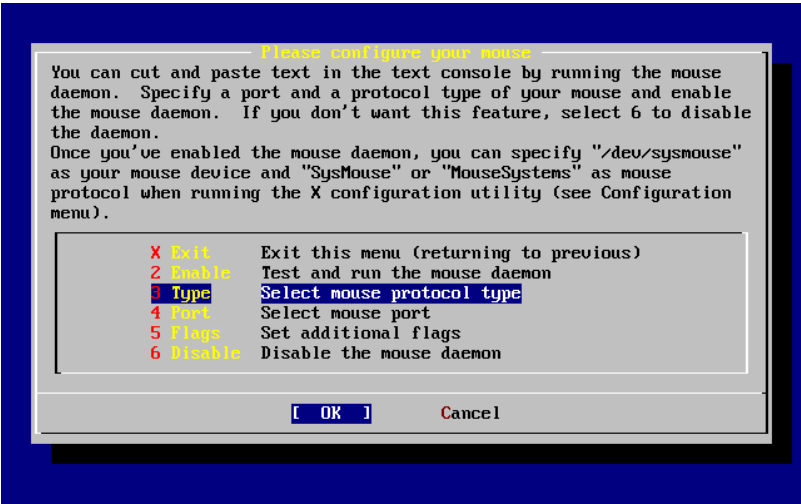 Please configure your mouse
You can cut and paste text in the text console by running the mouse
daemon.  Specify a port and a protocol type of your mouse and enable
the mouse daemon.  If you don't want this feature, select 6 to disable
the daemon.
Once you've enabled the mouse daemon, you can specify "/dev/sysmouse"
as your mouse device and "SysMouse" or "MouseSystems" as mouse
protocol when running the X configuration utility (see Configuration
menu).
X Exit Exit this menu (returning to previous)
2 Enable Test and run the mouse daemon
3 Type Select mouse protocol type
4 Port Select mouse port
5 Flags Set additional flags
6 Disable Disable the mouse daemon
[ OK ] Cancel